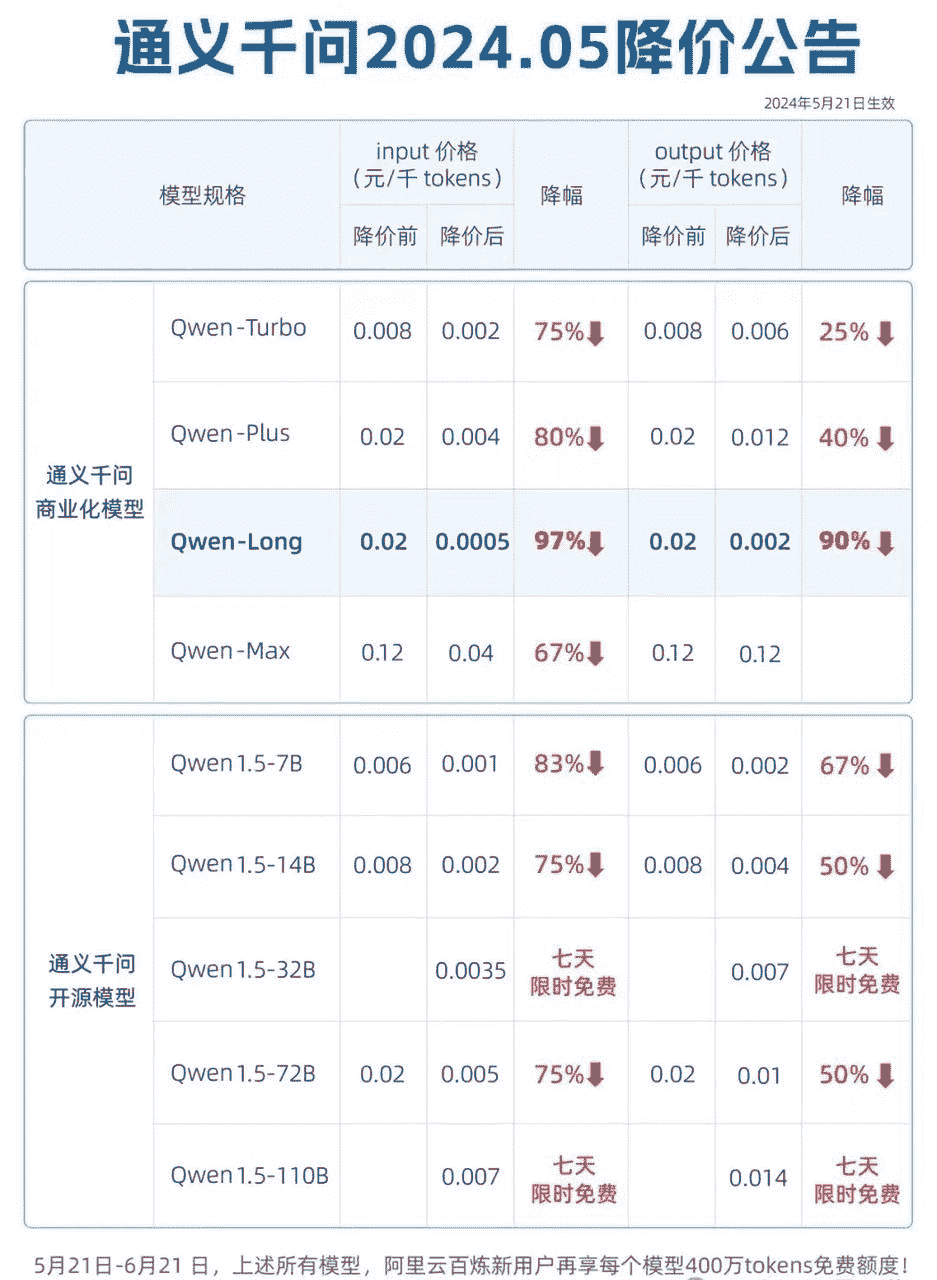 通义千问2024.05降价公告
2024年5月21日生效
模型规格
input 价格
（元/千 tokens）
降价前 降价后
降幅
output 价格
（元/千 tokens）
降价前 降价后
降幅
通义千问
商业化模型
Qwen-Turbo 0.008 0.002 75% 0.008 0.006 25%
Qwen-Plus 0.02 0.004 80% 0.02 0.012 40%
Qwen-Long 0.02 0.0005 97% 0.02 0.002 90%
Qwen-Max 0.12 0.04 67% 0.12 0.12
通义千问
开源模型
Qwen1.5-7B 0.006 0.001 83% 0.006 0.002 67%
Qwen1.5-14B 0.008 0.002 75% 0.008 0.004 50%
Qwen1.5-32B 0.0035 七天 0.007 七天
限时免费 限时免费
Qwen1.5-72B 0.02 0.005 75% 0.02 0.01 50%
Qwen1.5-110B 0.007 七天 0.014 七天
限时免费 限时免费
5月21日-6月21日，上述所有模型，阿里云百炼新用户再享每个模型400万tokens免费额度！